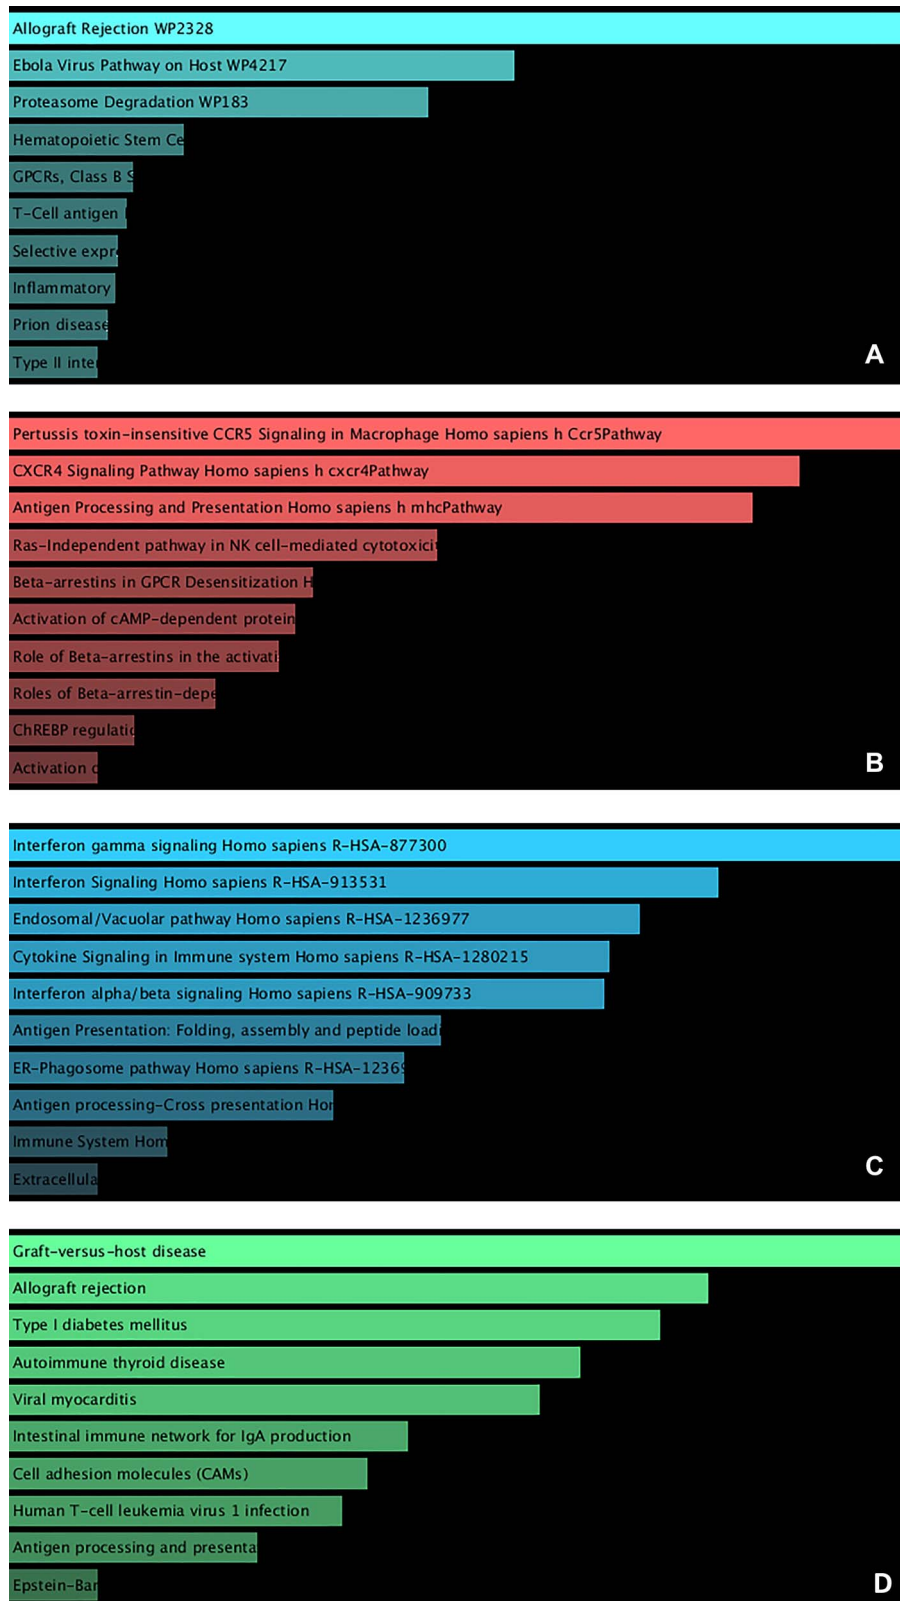 Allograft Rejection WP2328
Ebola Virus Pathway on Host WP4217
Proteasome Degradation WP183
Hematopoietic Stem Ce
GPCRs, Class B S
T-Cell antigen
Selective expr
Inflammatory
Prion disease
Type II inte
A
Pertussis toxin-insensitive CCR5 Signaling in Macrophage Homo sapiens h Ccr5Pathway
CXCR4 Signaling Pathway Homo sapiens h cxcr4Pathway
Antigen Processing and Presentation Homo sapiens h mhcPathway
Ras-Independent pathway in NK cell-mediated cytotoxici
Beta-arrestins in GPCR Desensitization H
Activation of cAMP-dependent protein
Role of Beta-arrestins in the activati
Roles of Beta-arrestin-depe
ChREBP regulatio
Activation o
B
Interferon gamma signaling Homo sapiens R-HSA-877300
Interferon Signaling Homo sapiens R-HSA-913531
Endosomal/Vacuolar pathway Homo sapiens R-HSA-1236977
Cytokine Signaling in Immune system Homo sapiens R-HSA-1280215
Interferon alpha/beta signaling Homo sapiens R-HSA-909733
Antigen Presentation: Folding, assembly and peptide loadi
ER-Phagosome pathway Homo sapiens R-HSA-12369
Antigen processing-Cross presentation Hom
Immune System Hom
Extracellula
C
Graft-versus-host disease
Allograft rejection
Type I diabetes mellitus
Autoimmune thyroid disease
Viral myocarditis
Intestinal immune network for IgA production
Cell adhesion molecules (CAMs)
Human T-cell leukemia virus 1 infection
Antigen processing and presenta
Epstein-Bar
D